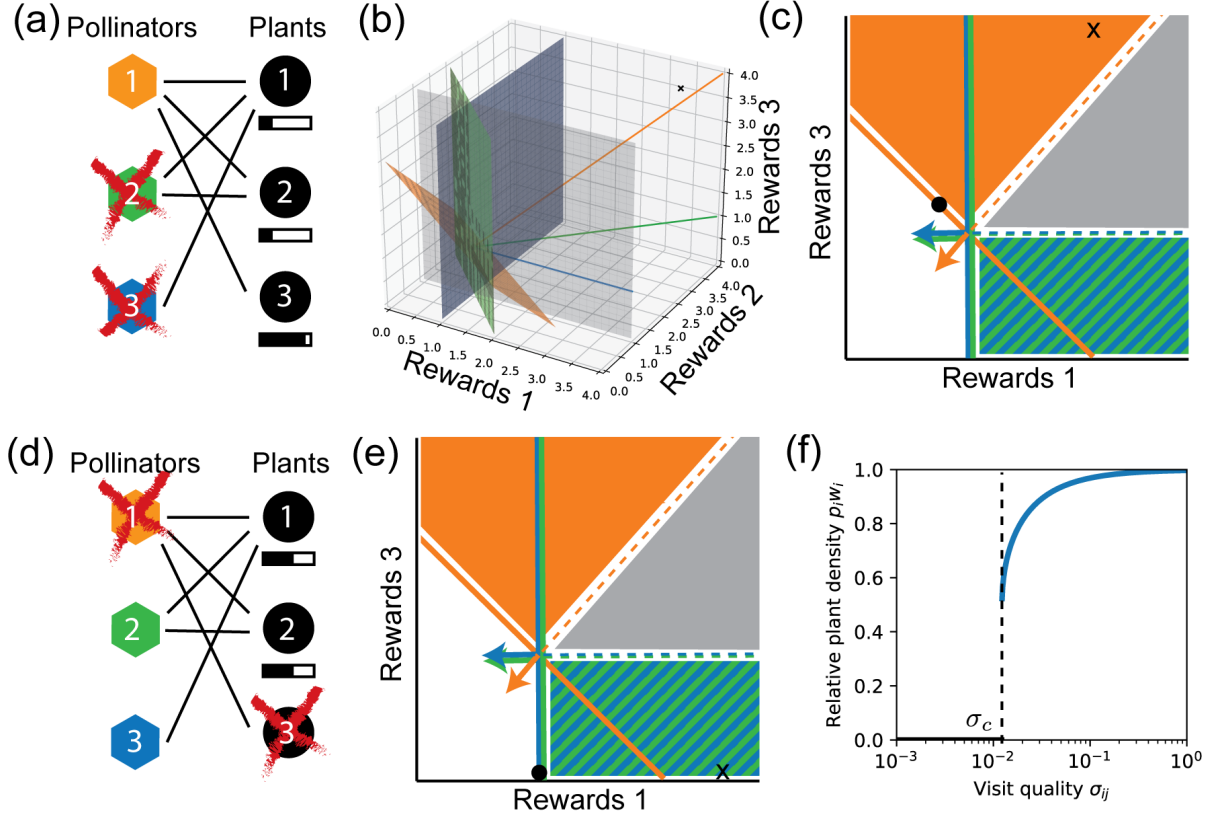 (a)
Pollinators Plants
1 1
2 2
3 3
(b)
4.0
3.5
3.0
2.5
2.0
1.5
1.0
0.5
0.0
Rewards 3
0.0 0.5 1.0 1.5 2.0 2.5 3.0 3.5 4.0
Rewards 1
0.0 0.5 1.0 1.5 2.0 2.5 3.0 3.5 4.0
Rewards 2
x
(c)
x
Rewards 3
Rewards 1
(d)
Pollinators Plants
1 1
2 2
3 3
(e)
Rewards 3
x
Rewards 1
(f)
1.0
0.8
0.6
0.4
0.2
0.0
Relative plant density p_i w_i
σ_c
10⁻³ 10⁻² 10⁻¹ 10⁰
Visit quality σ_ij